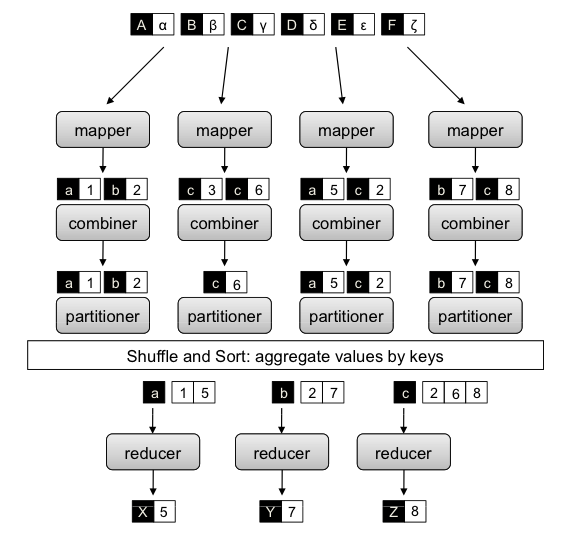 A α B β C γ D δ E ε F ζ
mapper mapper mapper mapper
a 1 b 2 c 3 c 6 a 5 c 2 b 7 c 8
combiner combiner combiner combiner
a 1 b 2 c 6 a 5 c 2 b 7 c 8
partitioner partitioner partitioner partitioner
Shuffle and Sort: aggregate values by keys
a 1 5 b 2 7 c 2 6 8
reducer reducer reducer
X 5 Y 7 Z 8